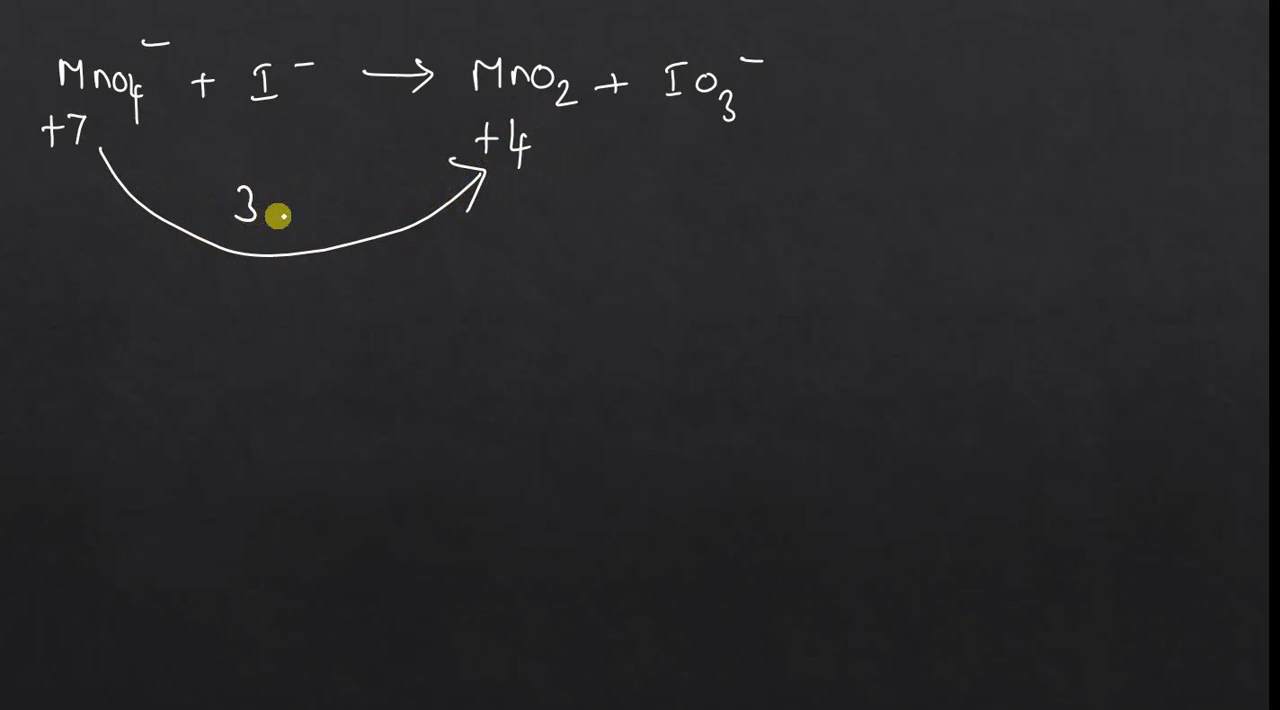 MnO4⁻ + I⁻ → MnO2 + IO3⁻
+7 +4
3